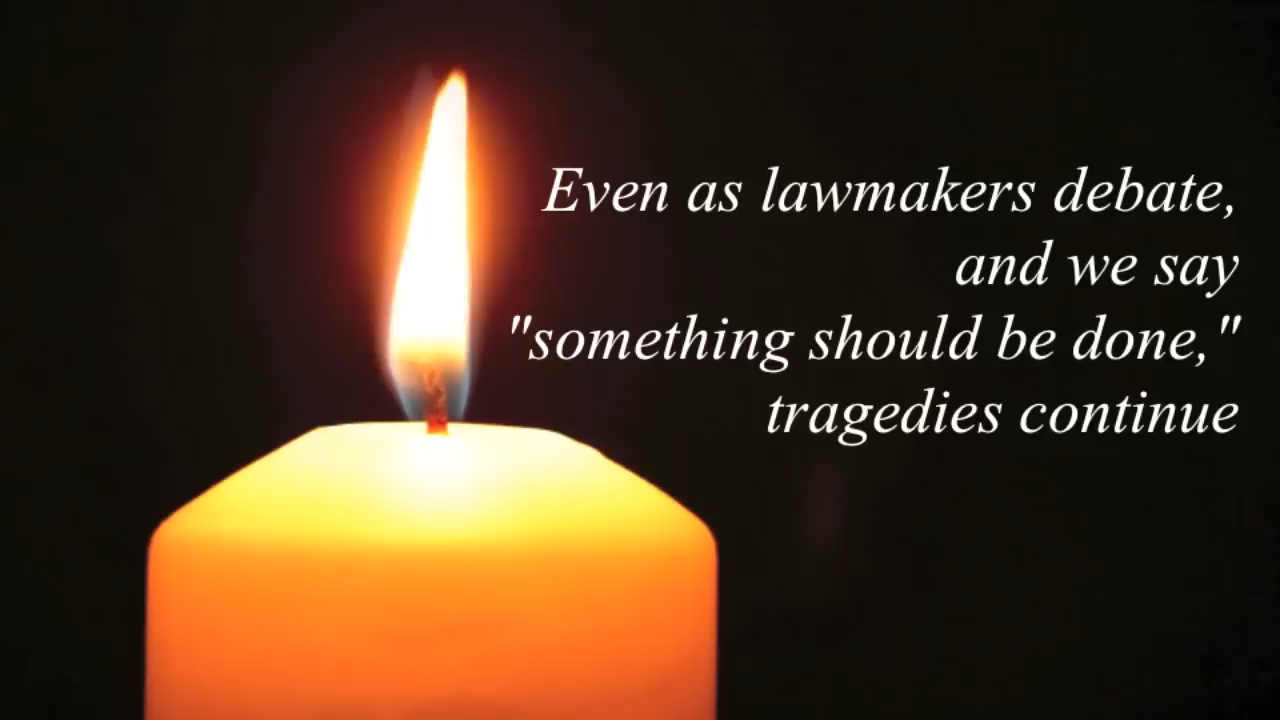 Even as lawmakers debate,
and we say
"something should be done,"
tragedies continue